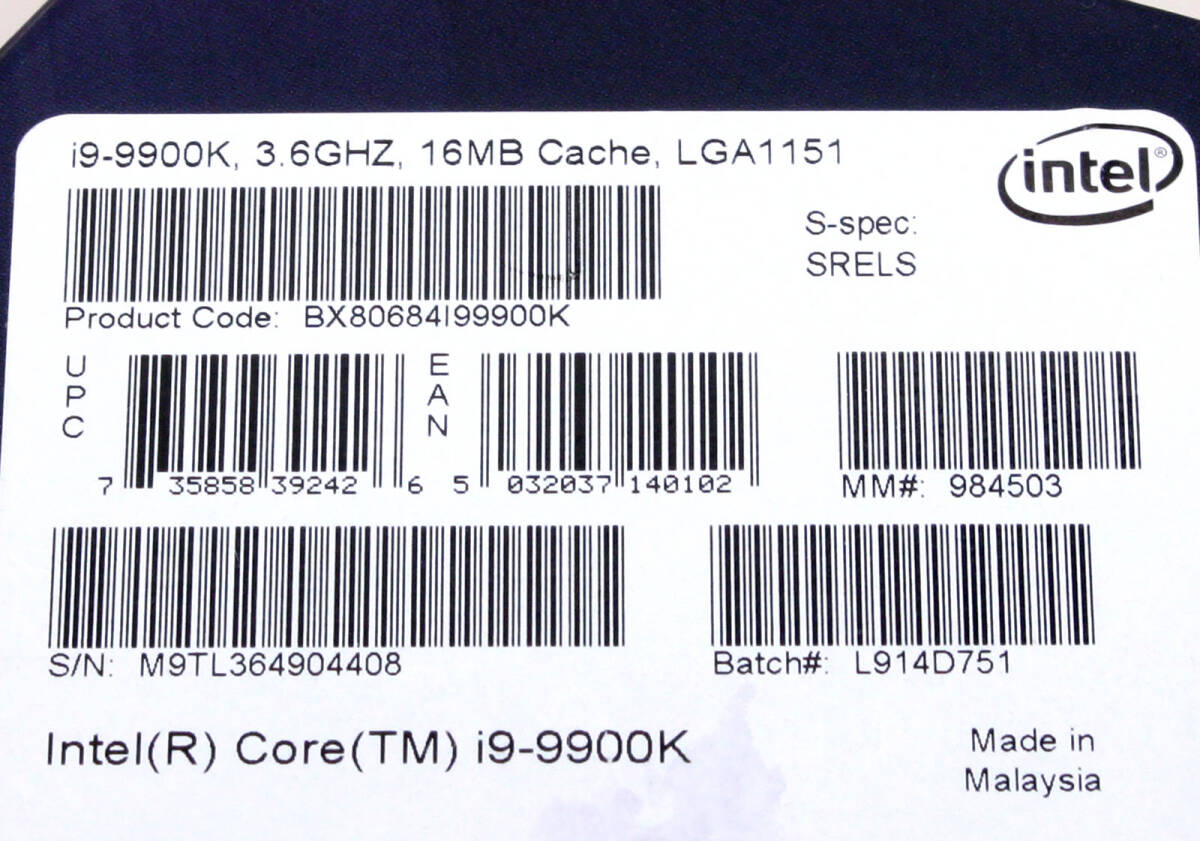 i9-9900K, 3.6GHZ, 16MB Cache, LGA1151
intel®
S-spec:
SRELS
Product Code: BX80684I99900K
UPC
7 35858 39242 6
EAN
5 032037 140102
MM#: 984503
S/N: M9TL364904408
Batch#: L914D751
Intel(R) Core(TM) i9-9900K
Made in
Malaysia